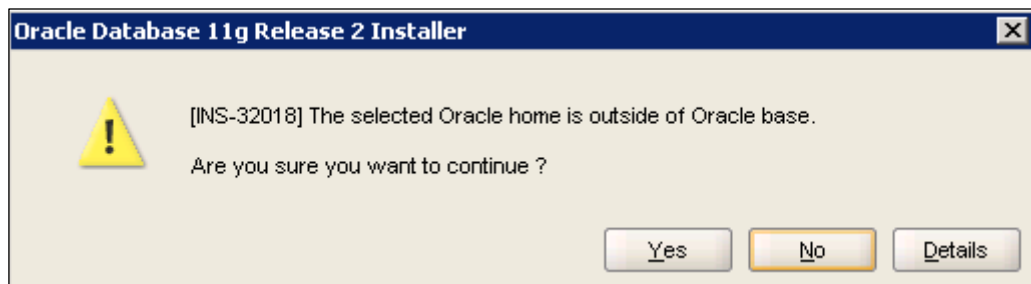 Oracle Database 11g Release 2 Installer
[INS-32018] The selected Oracle home is outside of Oracle base.
Are you sure you want to continue ?
Yes No Details